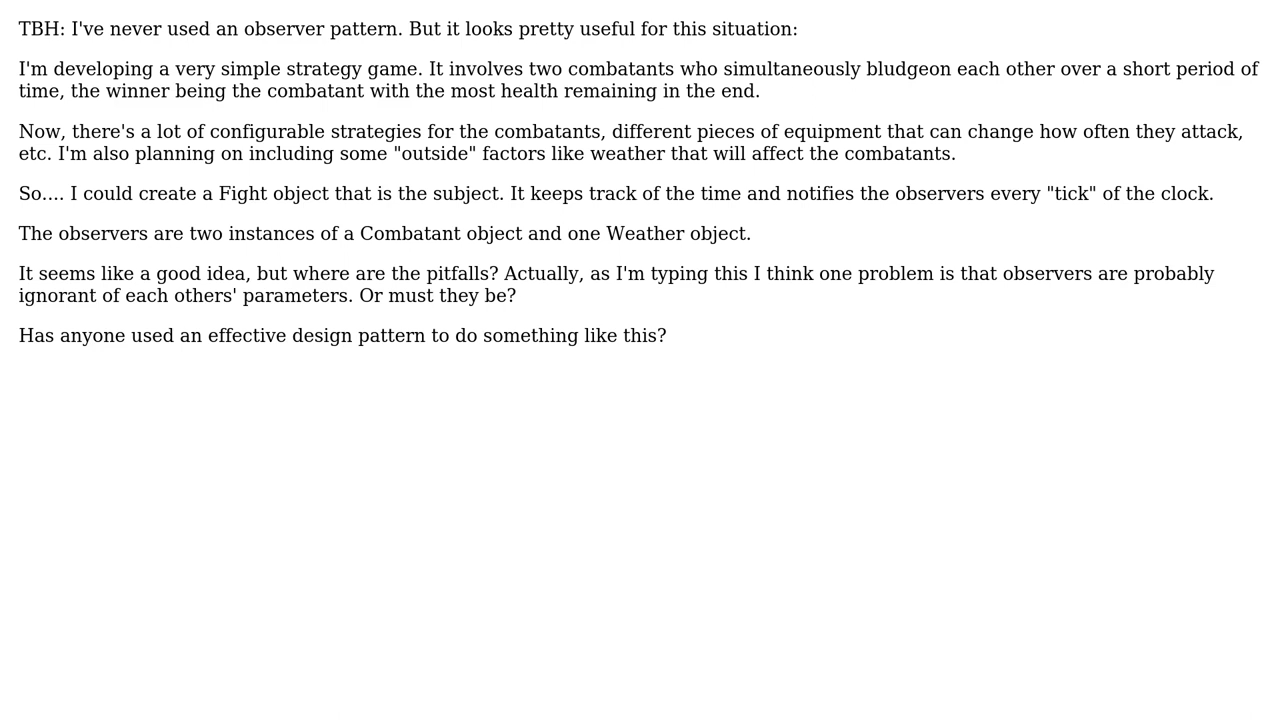 TBH: I've never used an observer pattern. But it looks pretty useful for this situation:
I'm developing a very simple strategy game. It involves two combatants who simultaneously bludgeon each other over a short period of
time, the winner being the combatant with the most health remaining in the end.
Now, there's a lot of configurable strategies for the combatants, different pieces of equipment that can change how often they attack,
etc. I'm also planning on including some "outside" factors like weather that will affect the combatants.
So.... I could create a Fight object that is the subject. It keeps track of the time and notifies the observers every "tick" of the clock.
The observers are two instances of a Combatant object and one Weather object.
It seems like a good idea, but where are the pitfalls? Actually, as I'm typing this I think one problem is that observers are probably
ignorant of each others' parameters. Or must they be?
Has anyone used an effective design pattern to do something like this?